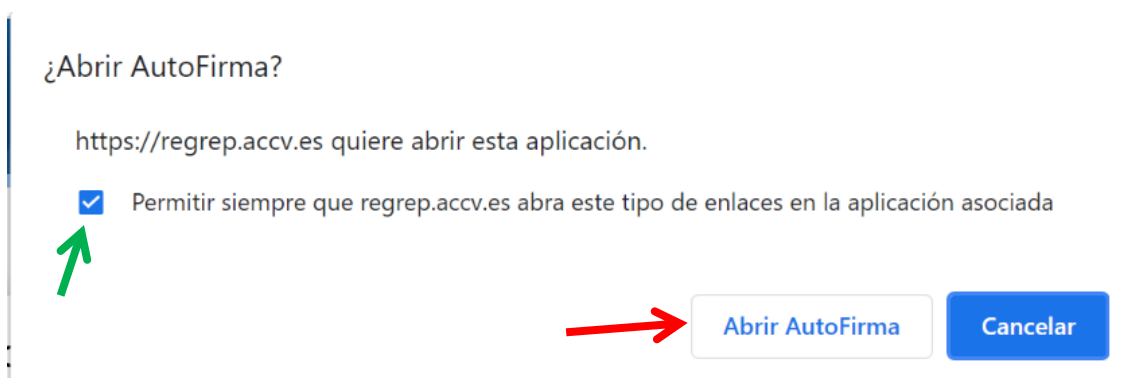 ¿Abrir AutoFirma?
https://regrep.accv.es quiere abrir esta aplicación.
Permitir siempre que regrep.accv.es abra este tipo de enlaces en la aplicación asociada
Abrir AutoFirma
Cancelar